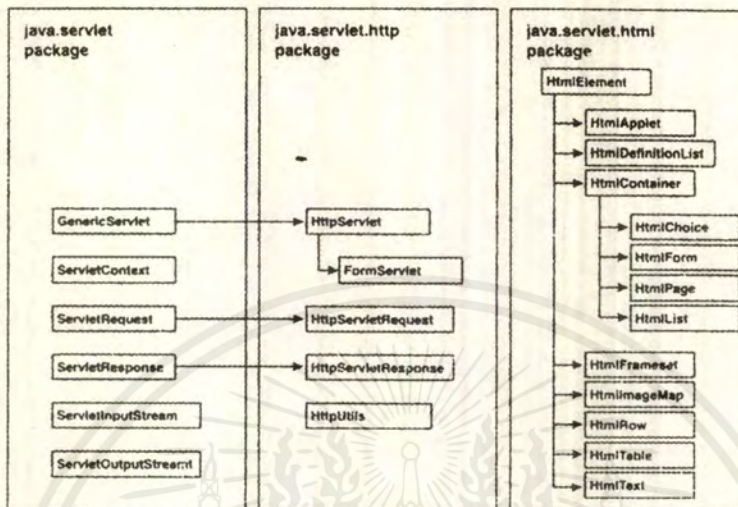 java.servlet
package
GenericServlet
ServletContext
ServletRequest
ServletResponse
ServletInputStream
ServletOutputStreamt
java.servlet.http
package
HttpServlet
FormServlet
HttpServletRequest
HttpServletResponse
HttpUtils
java.servlet.html
package
HtmlElement
HtmlApplet
HtmlDefinitionList
HtmlContainer
HtmlChoice
HtmlForm
HtmlPage
HtmlList
HtmlFrameset
HtmlImageMap
HtmlRow
HtmlTable
HtmlText